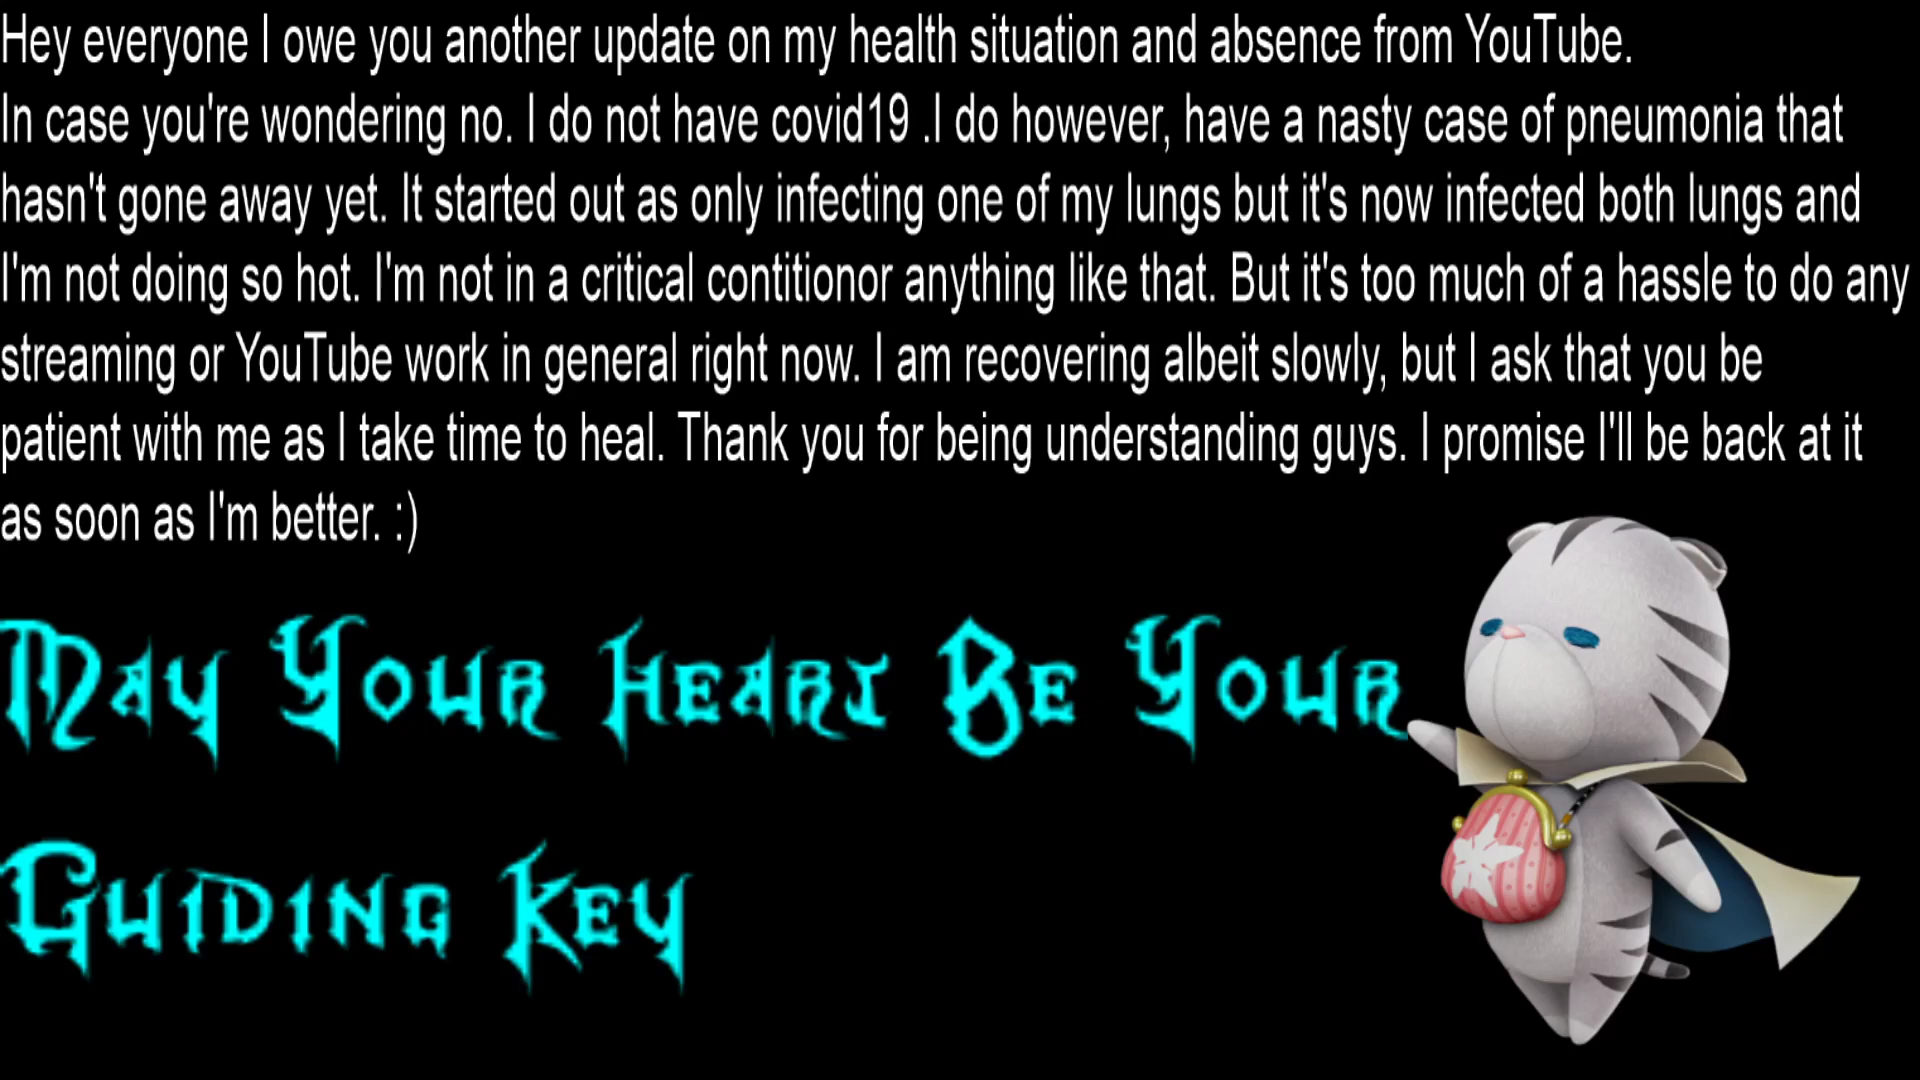 Hey everyone I owe you another update on my health situation and absence from YouTube.
In case you're wondering no. I do not have covid19 .I do however, have a nasty case of pneumonia that
hasn't gone away yet. It started out as only infecting one of my lungs but it's now infected both lungs and
I'm not doing so hot. I'm not in a critical contitionor anything like that. But it's too much of a hassle to do any
streaming or YouTube work in general right now. I am recovering albeit slowly, but I ask that you be
patient with me as I take time to heal. Thank you for being understanding guys. I promise I'll be back at it
as soon as I'm better. :)
May Your Heart Be Your
Guiding Key